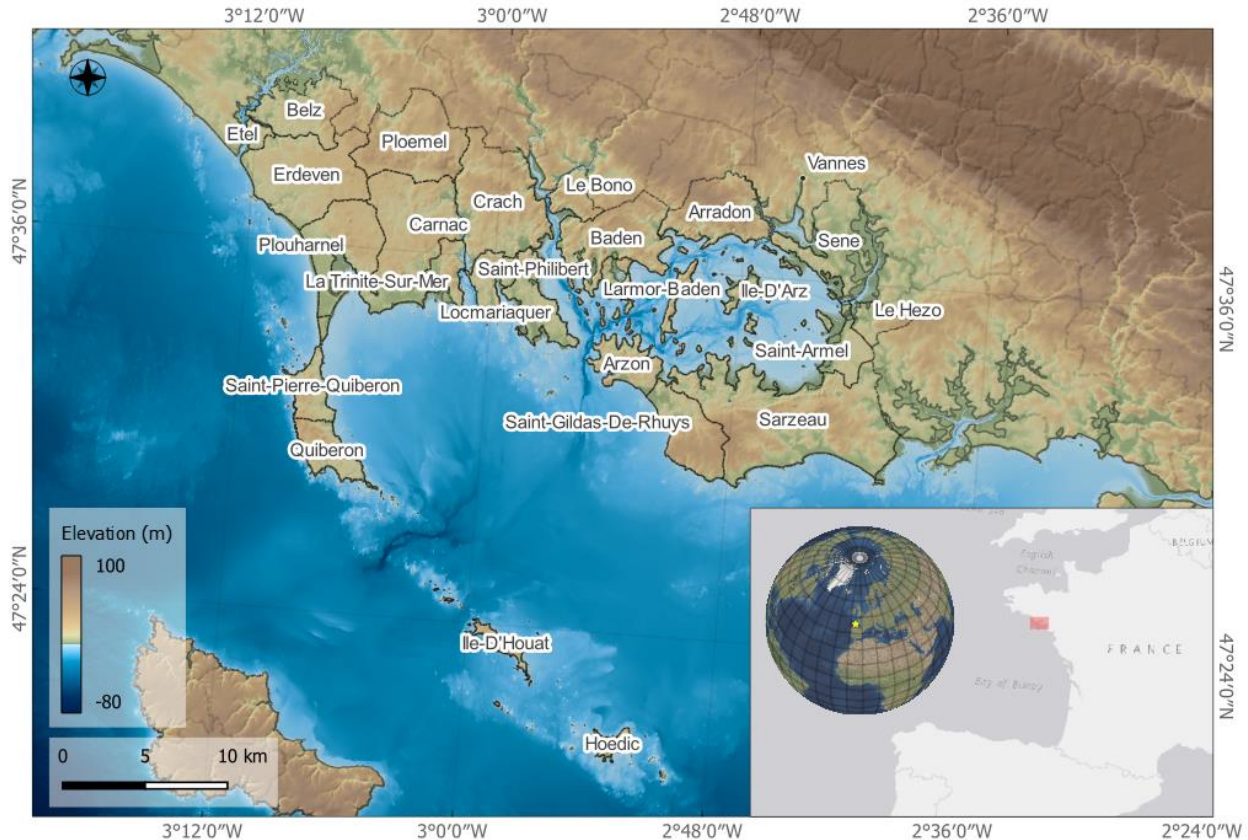 3°12′0″W
3°00′0″W
2°48′0″W
2°36′0″W
Belz
Etel
Ploemel
Vannes
Erdeven
Le Bono
Crach
Arradon
Carnac
Baden
Sene
Plouharnel
Saint-Philibert
La Trinite-Sur-Mer
Larmor-Baden
Ile-D'Arz
Locmariaquer
Le Hezo
Saint-Armel
Arzon
Saint-Pierre-Quiberon
Saint-Gildas-De-Rhuys
Sarzeau
Quiberon
47°36′0″N
47°36′0″N
Elevation (m)
100
-80
47°24′0″N
47°24′0″N
Ile-D'Houat
Hoedic
0 5 10 km
BELGIUM
English
Channel
FRANCE
Bay of Biscay
3°12′0″W
3°00′0″W
2°48′0″W
2°36′0″W
2°24′0″W